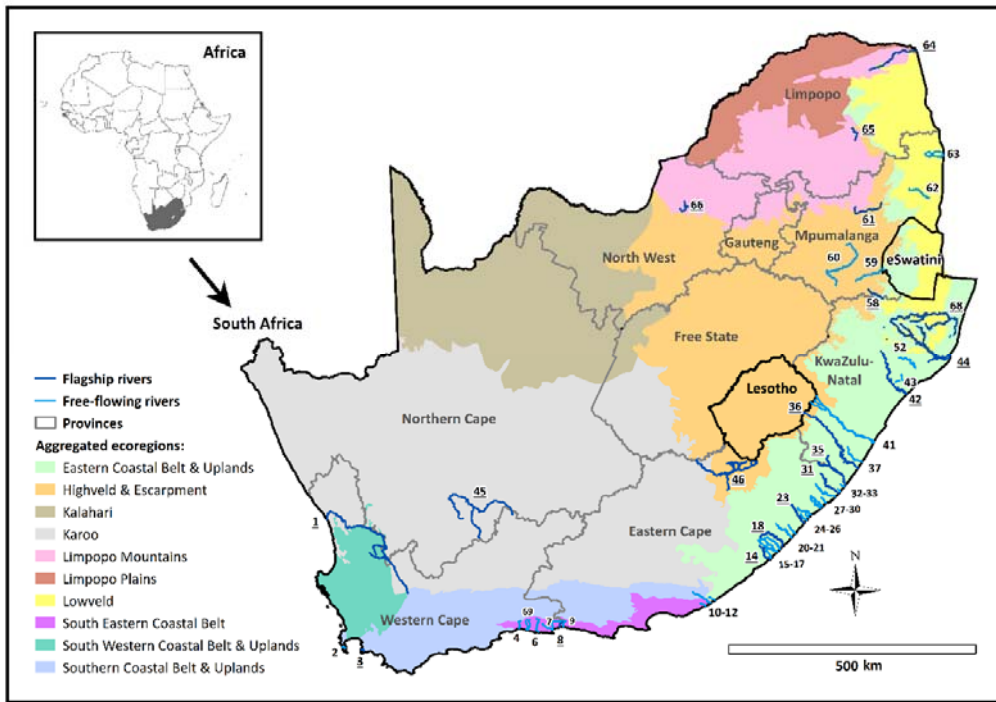 Africa
South Africa
Flagship rivers
Free-flowing rivers
Provinces
Aggregated ecoregions:
Eastern Coastal Belt & Uplands
Highveld & Escarpment
Kalahari
Karoo
Limpopo Mountains
Limpopo Plains
Lowveld
South Eastern Coastal Belt
South Western Coastal Belt & Uplands
Southern Coastal Belt & Uplands
64
Limpopo
65
63
62
66
61
North West
Gauteng
Mpumalanga
60
59
eSwatini
58
68
Free State
52
KwaZulu-
Natal
44
43
42
Lesotho
36
Northern Cape
41
35
31
37
46
45
32-33
23
27-30
Eastern Cape
24-26
18
20-21
14
15-17
1
N
10-12
Western Cape
69
7
9
4
6
8
2
3
500 km